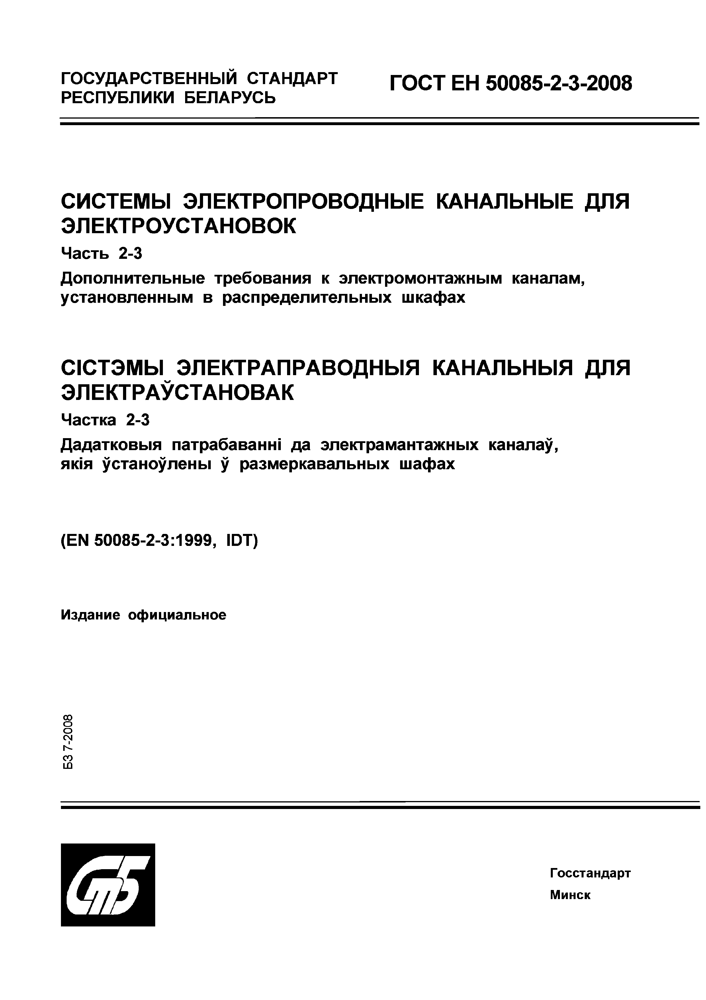 ГОСУДАРСТВЕННЫЙ СТАНДАРТ
РЕСПУБЛИКИ БЕЛАРУСЬ
ГОСТ ЕН 50085-2-3-2008
СИСТЕМЫ ЭЛЕКТРОПРОВОДНЫЕ КАНАЛЬНЫЕ ДЛЯ
ЭЛЕКТРОУСТАНОВОК
Часть 2-3
Дополнительные требования к электромонтажным каналам,
установленным в распределительных шкафах
СІСТЭМЫ ЭЛЕКТРАПРАВОДНЫЯ КАНАЛЬНЫЯ ДЛЯ
ЭЛЕКТРАЎСТАНОВАК
Частка 2-3
Дадатковыя патрабаванні да электрамантажных каналаў,
якія ўстаноўлены ў размеркавальных шафах
(EN 50085-2-3:1999, IDT)
Издание официальное
БЗ 7-2008
СтБ
Госстандарт
Минск